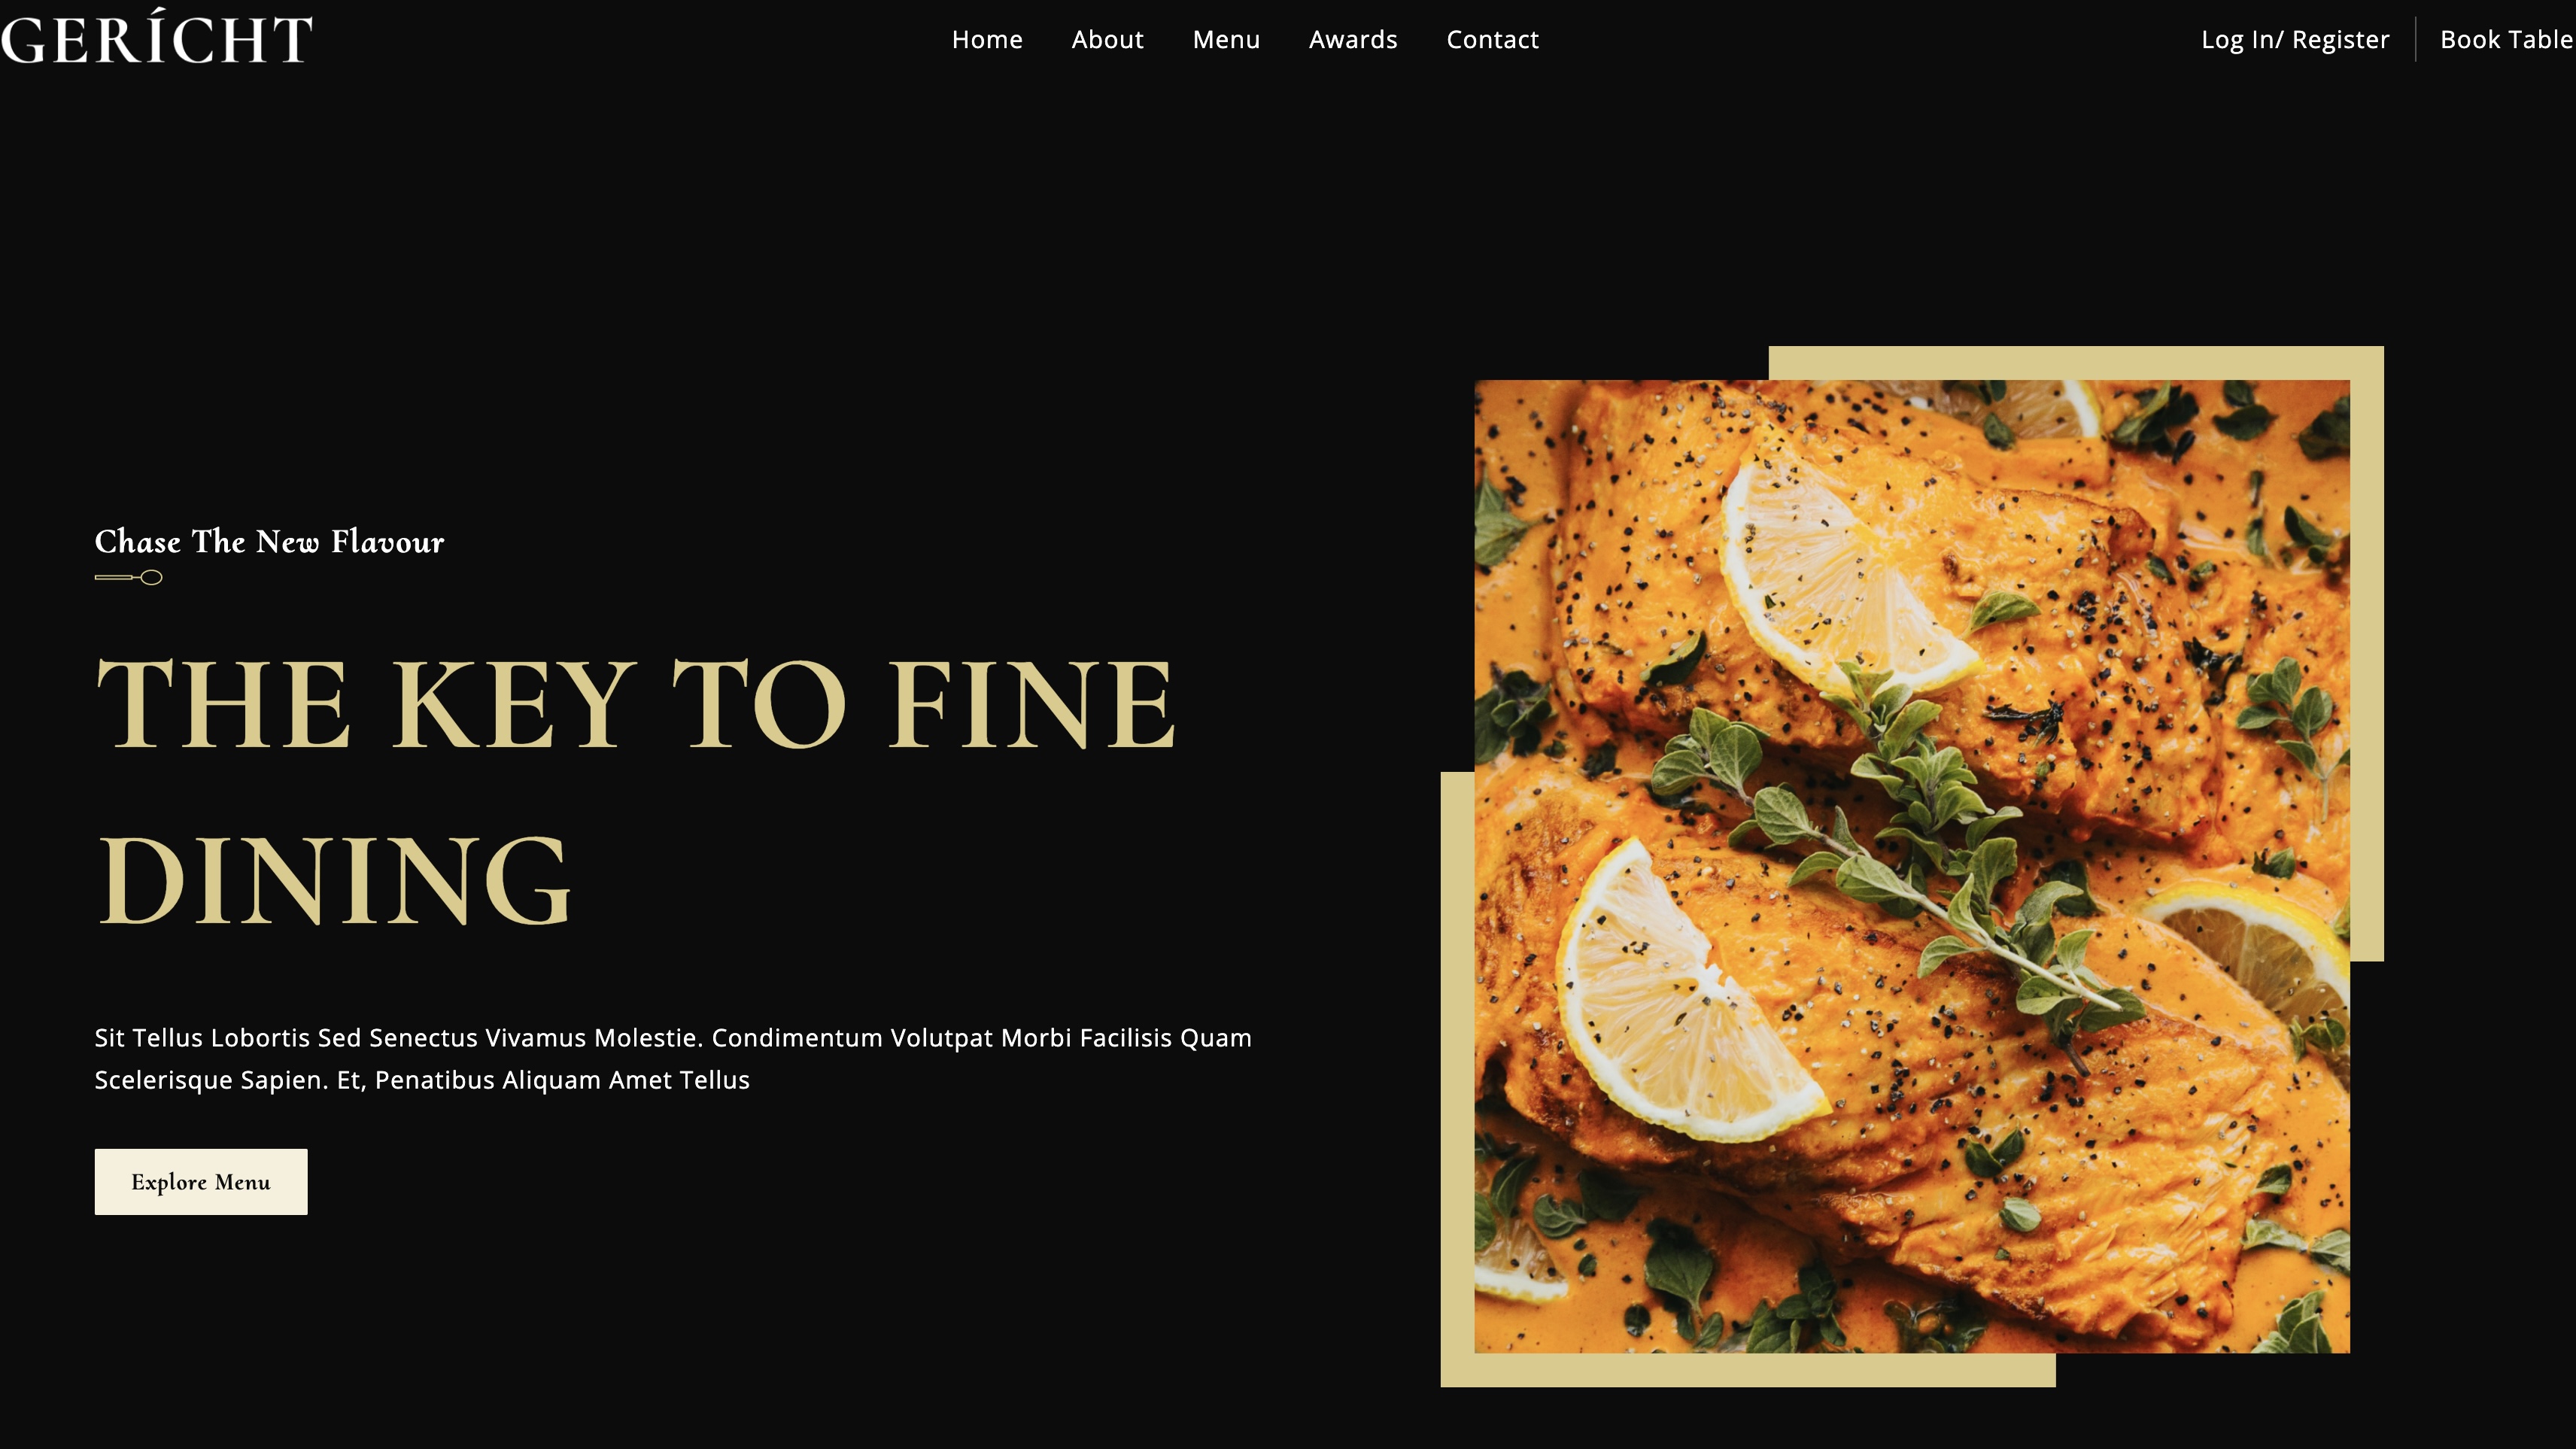 GERÍCHT
Home About Menu Awards Contact
Log In/ Register Book Table
Chase The New Flavour
THE KEY TO FINE
DINING
Sit Tellus Lobortis Sed Senectus Vivamus Molestie. Condimentum Volutpat Morbi Facilisis Quam
Scelerisque Sapien. Et, Penatibus Aliquam Amet Tellus
Explore Menu